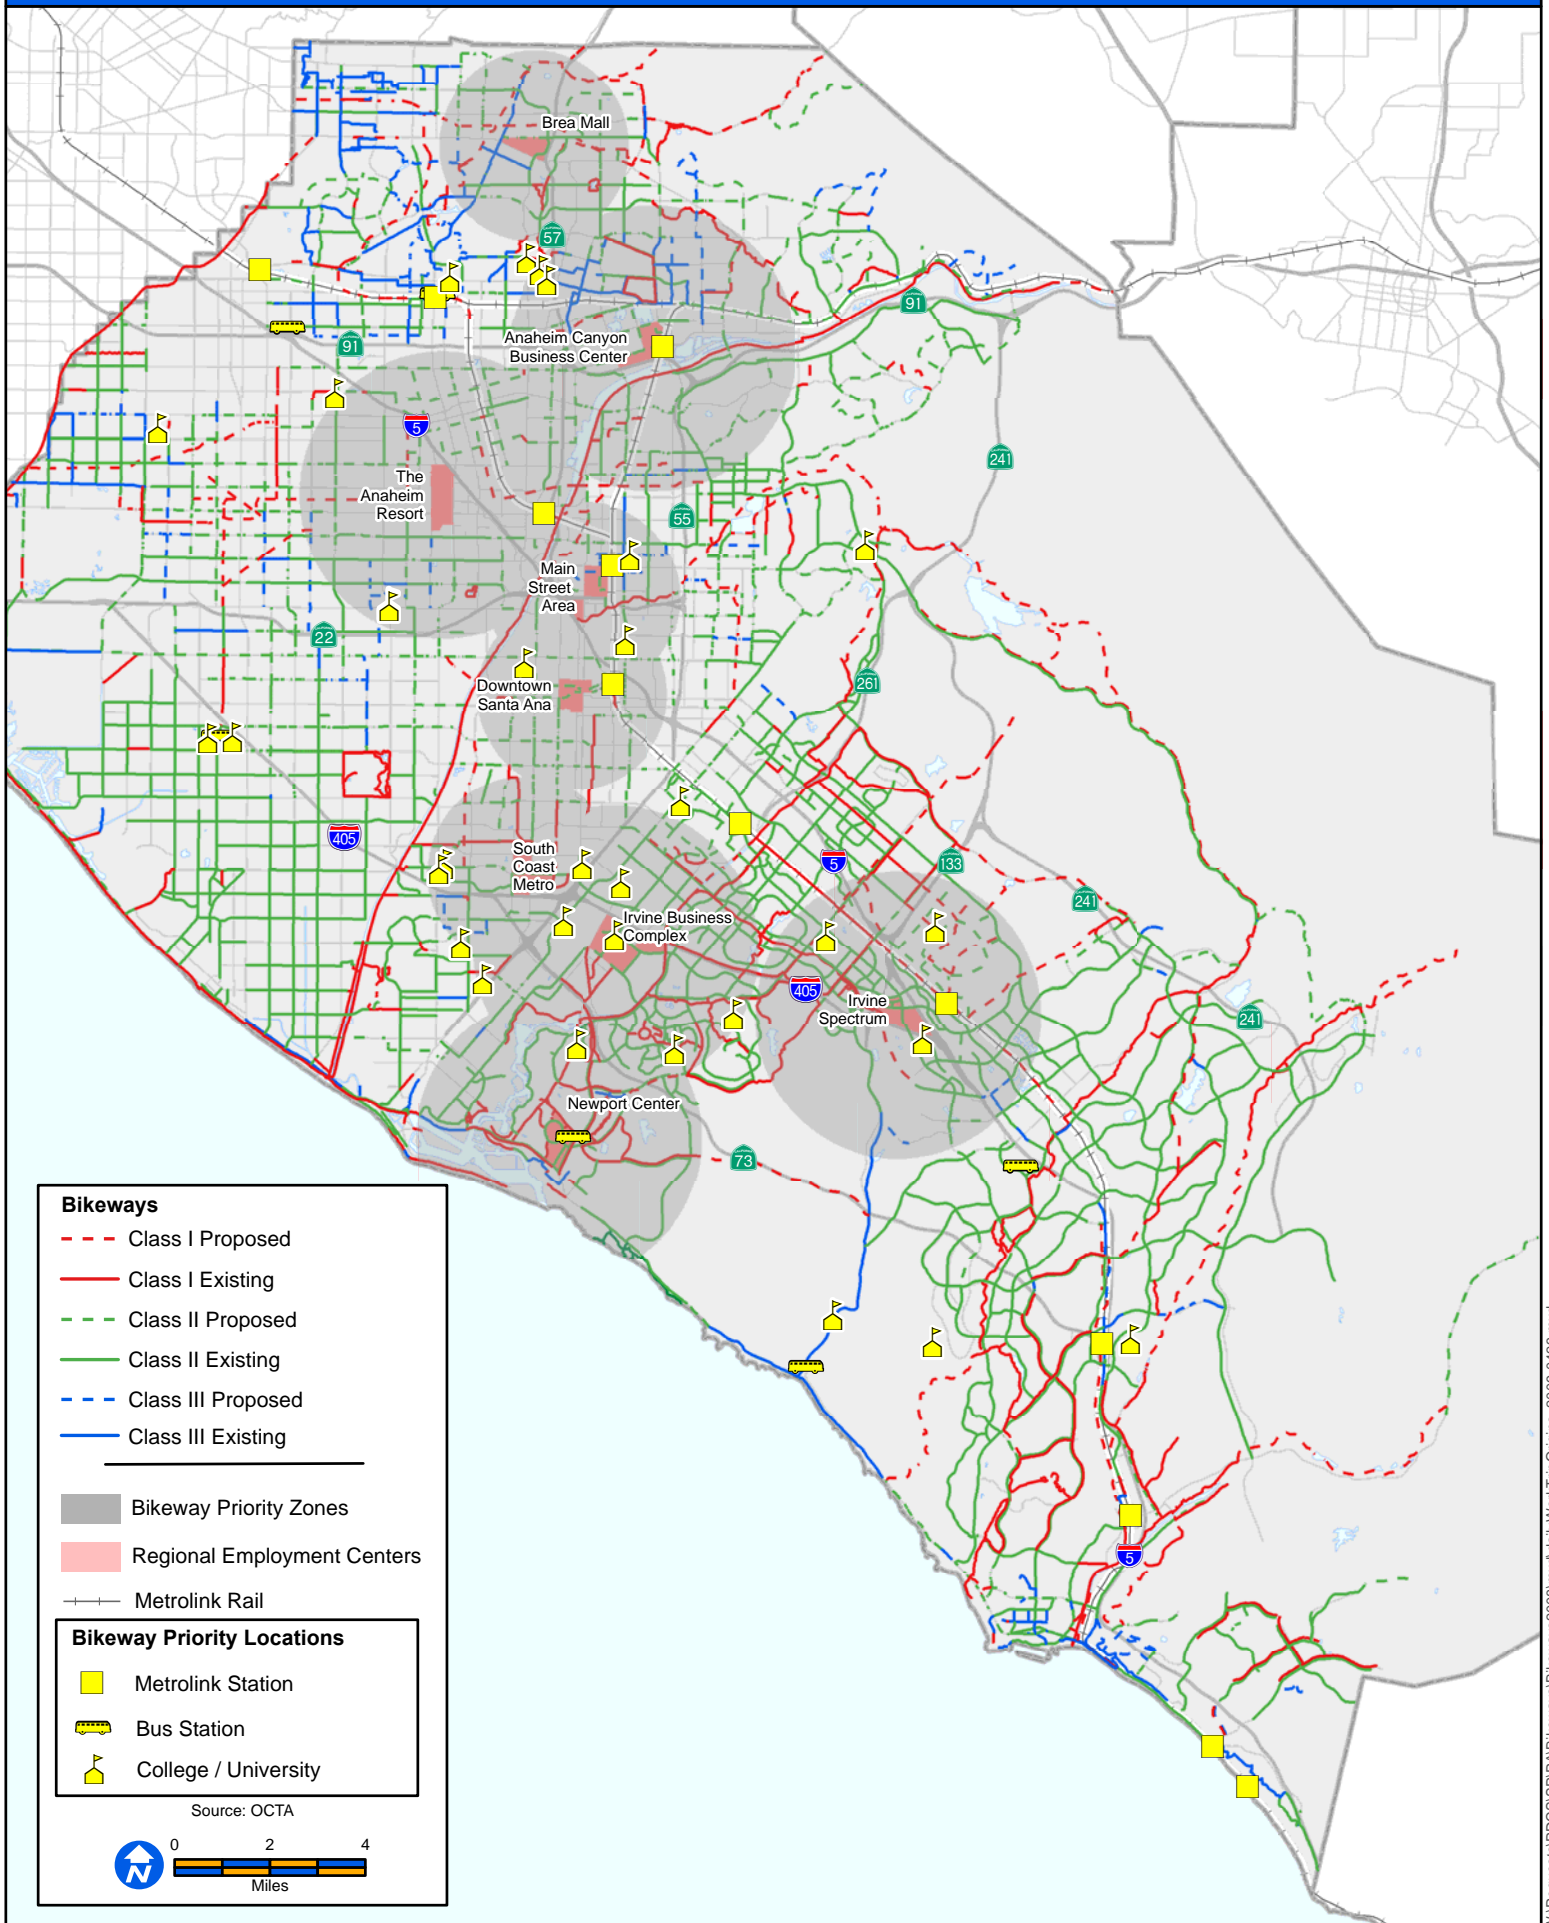 Brea Mall
57
91
Anaheim Canyon
Business Center
91
5
241
The
Anaheim
Resort
55
Main
Street
Area
22
261
Downtown
Santa Ana
405
South
Coast
Metro
5
133
241
Irvine Business
Complex
405
Irvine
Spectrum
241
Newport Center
73
5
Bikeways
Class I Proposed
Class I Existing
Class II Proposed
Class II Existing
Class III Proposed
Class III Existing
Bikeway Priority Zones
Regional Employment Centers
Metrolink Rail
Bikeway Priority Locations
Metrolink Station
Bus Station
College / University
Source: OCTA
0 2 4
N
Miles